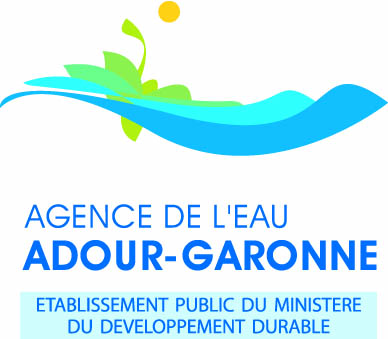 AGENCE DE L'EAU
ADOUR-GARONNE
ETABLISSEMENT PUBLIC DU MINISTERE
DU DEVELOPPEMENT DURABLE